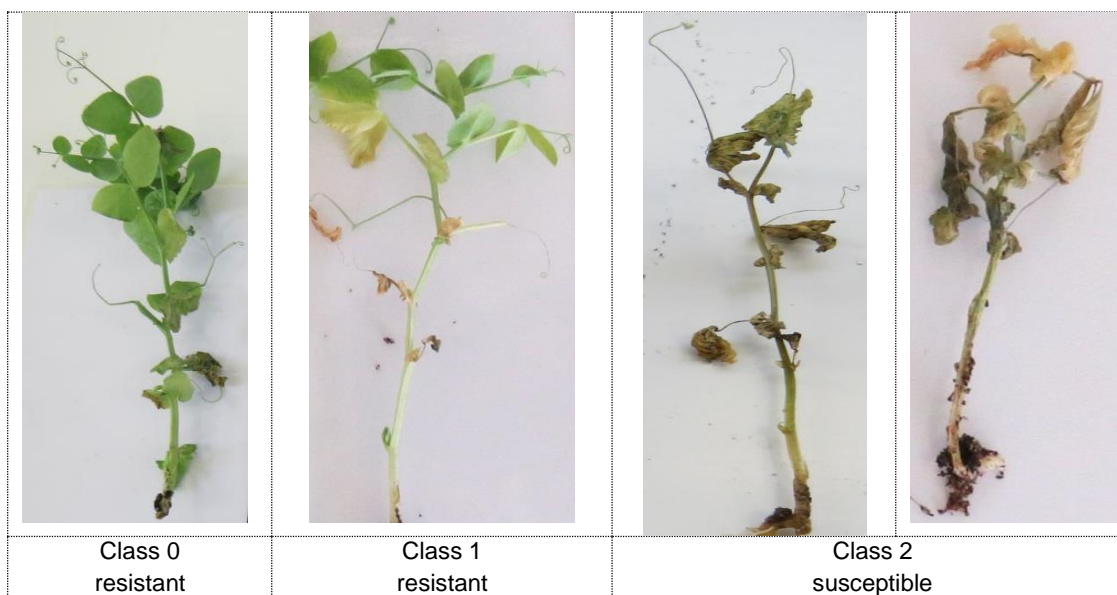 Class 0
resistant
Class 1
resistant
Class 2
susceptible